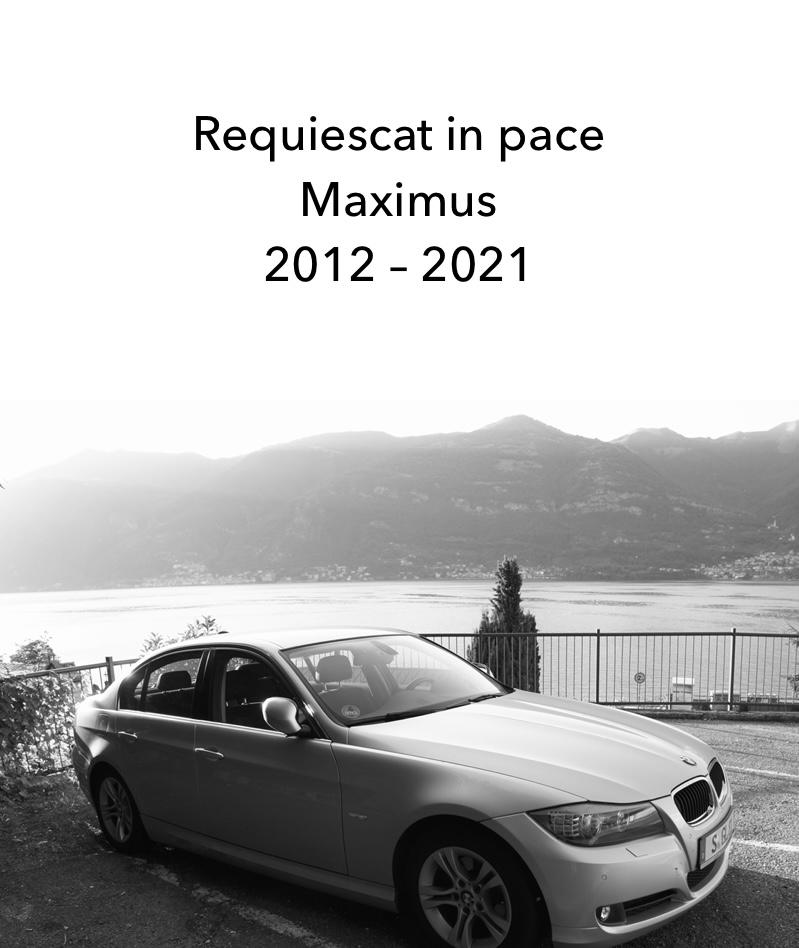 Requiescat in pace
Maximus
2012 – 2021